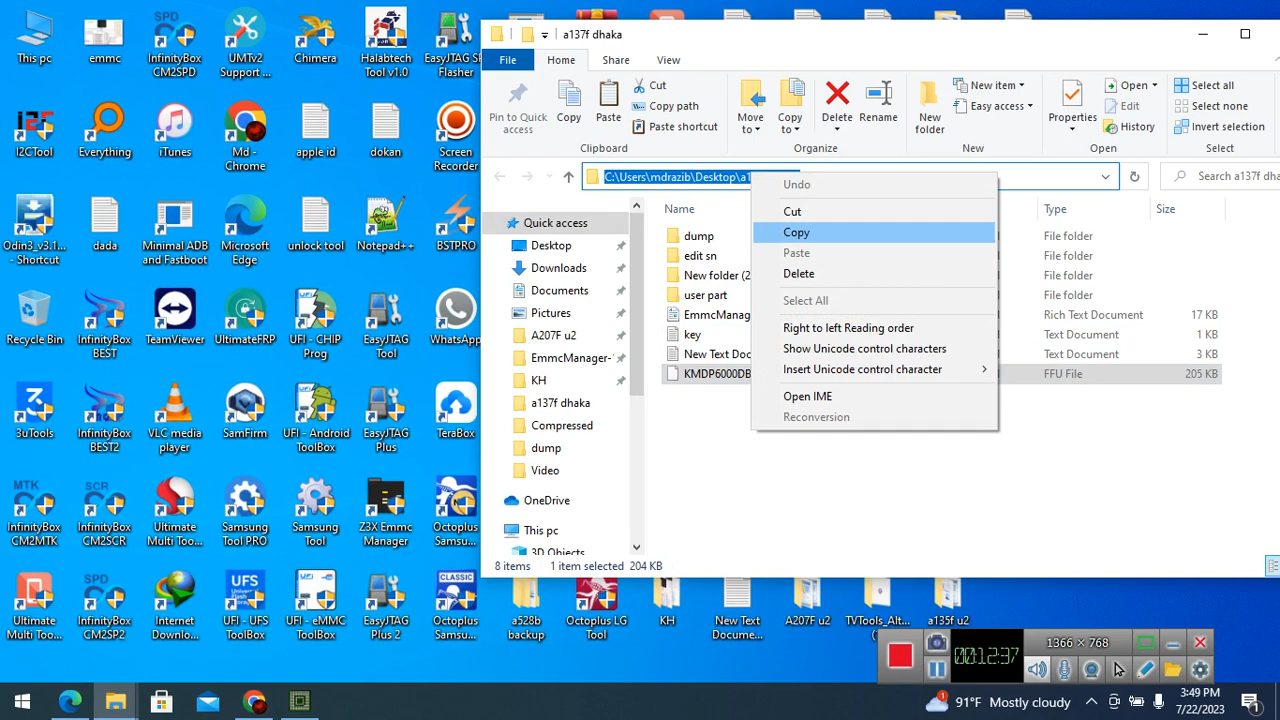 This pc
emmc
InfinityBox CM2SPD
UMTv2 Support ...
Chimera
Halabtech Tool v1.0
EasyJTAG SP Flasher
I2CTool
Everything
iTunes
Md - Chrome
apple id
dokan
Screen Recorder
Odin3_v3.1... - Shortcut
dada
Minimal ADB and Fastboot
Microsoft Edge
unlock tool
Notepad++
BSTPRO
Recycle Bin
InfinityBox BEST
TeamViewer
UltimateFRP
UFI - CHIP Prog
EasyJTAG Tool
WhatsApp
3uTools
InfinityBox BEST2
VLC media player
SamFirm
UFI - Android ToolBox
EasyJTAG Plus
TeraBox
InfinityBox CM2MTK
InfinityBox CM2SCR
Ultimate Multi Too...
Samsung Tool PRO
Samsung Tool
Z3X Emmc Manager
Octoplus Samsu...
Ultimate Multi Too...
InfinityBox CM2SP2
Internet Downlo...
UFI - UFS ToolBox
UFI - eMMC ToolBox
EasyJTAG Plus 2
Octoplus Samsu...
a528b backup
Octoplus LG Tool
KH
New Text Docume...
A207F u2
TVTools_Alt...
a135f u2
a137f dhaka
File Home Share View
Pin to Quick access
Copy
Paste
Cut
Copy path
Paste shortcut
Clipboard
Move to
Copy to
Delete
Rename
Organize
New folder
New item
Easy access
New
Properties
Open
Edit
History
Open
Select all
Select none
Invert selection
Select
C:\Users\mdrazib\Desktop\a1
Search a137f dha
Quick access
Desktop
Downloads
Documents
Pictures
A207F u2
EmmcManager-
KH
a137f dhaka
Compressed
dump
Video
OneDrive
This pc
3D Objects
Name Type Size
dump File folder
edit sn File folder
New folder (2 File folder
user part File folder
EmmcManag Rich Text Document 17 KB
key Text Document 1 KB
New Text Doc Text Document 3 KB
KMDP6000DB FFU File 205 KB
Undo
Cut
Copy
Paste
Delete
Select All
Right to left Reading order
Show Unicode control characters
Insert Unicode control character
Open IME
Reconversion
8 items 1 item selected 204 KB
1366 × 768
00:12:37
91°F Mostly cloudy
3:49 PM
7/22/2023